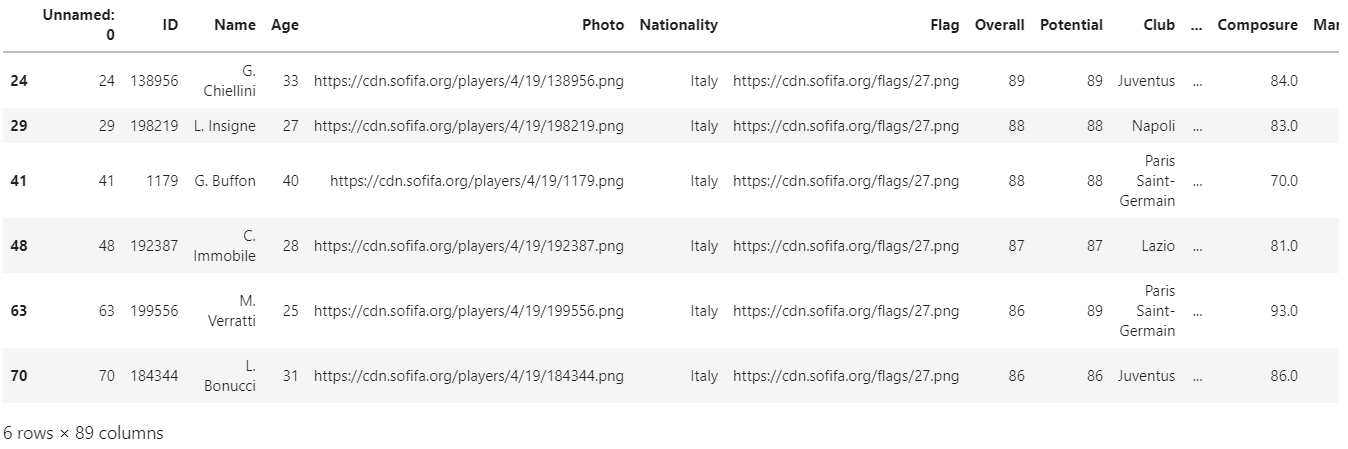 Unnamed: 0 ID Name Age Photo Nationality Flag Overall Potential Club ... Composure Mar
24 24 138956 G. Chiellini 33 https://cdn.sofifa.org/players/4/19/138956.png Italy https://cdn.sofifa.org/flags/27.png 89 89 Juventus ... 84.0
29 29 198219 L. Insigne 27 https://cdn.sofifa.org/players/4/19/198219.png Italy https://cdn.sofifa.org/flags/27.png 88 88 Napoli ... 83.0
41 41 1179 G. Buffon 40 https://cdn.sofifa.org/players/4/19/1179.png Italy https://cdn.sofifa.org/flags/27.png 88 88 Paris Saint-Germain ... 70.0
48 48 192387 C. Immobile 28 https://cdn.sofifa.org/players/4/19/192387.png Italy https://cdn.sofifa.org/flags/27.png 87 87 Lazio ... 81.0
63 63 199556 M. Verratti 25 https://cdn.sofifa.org/players/4/19/199556.png Italy https://cdn.sofifa.org/flags/27.png 86 89 Paris Saint-Germain ... 93.0
70 70 184344 L. Bonucci 31 https://cdn.sofifa.org/players/4/19/184344.png Italy https://cdn.sofifa.org/flags/27.png 86 86 Juventus ... 86.0
6 rows × 89 columns